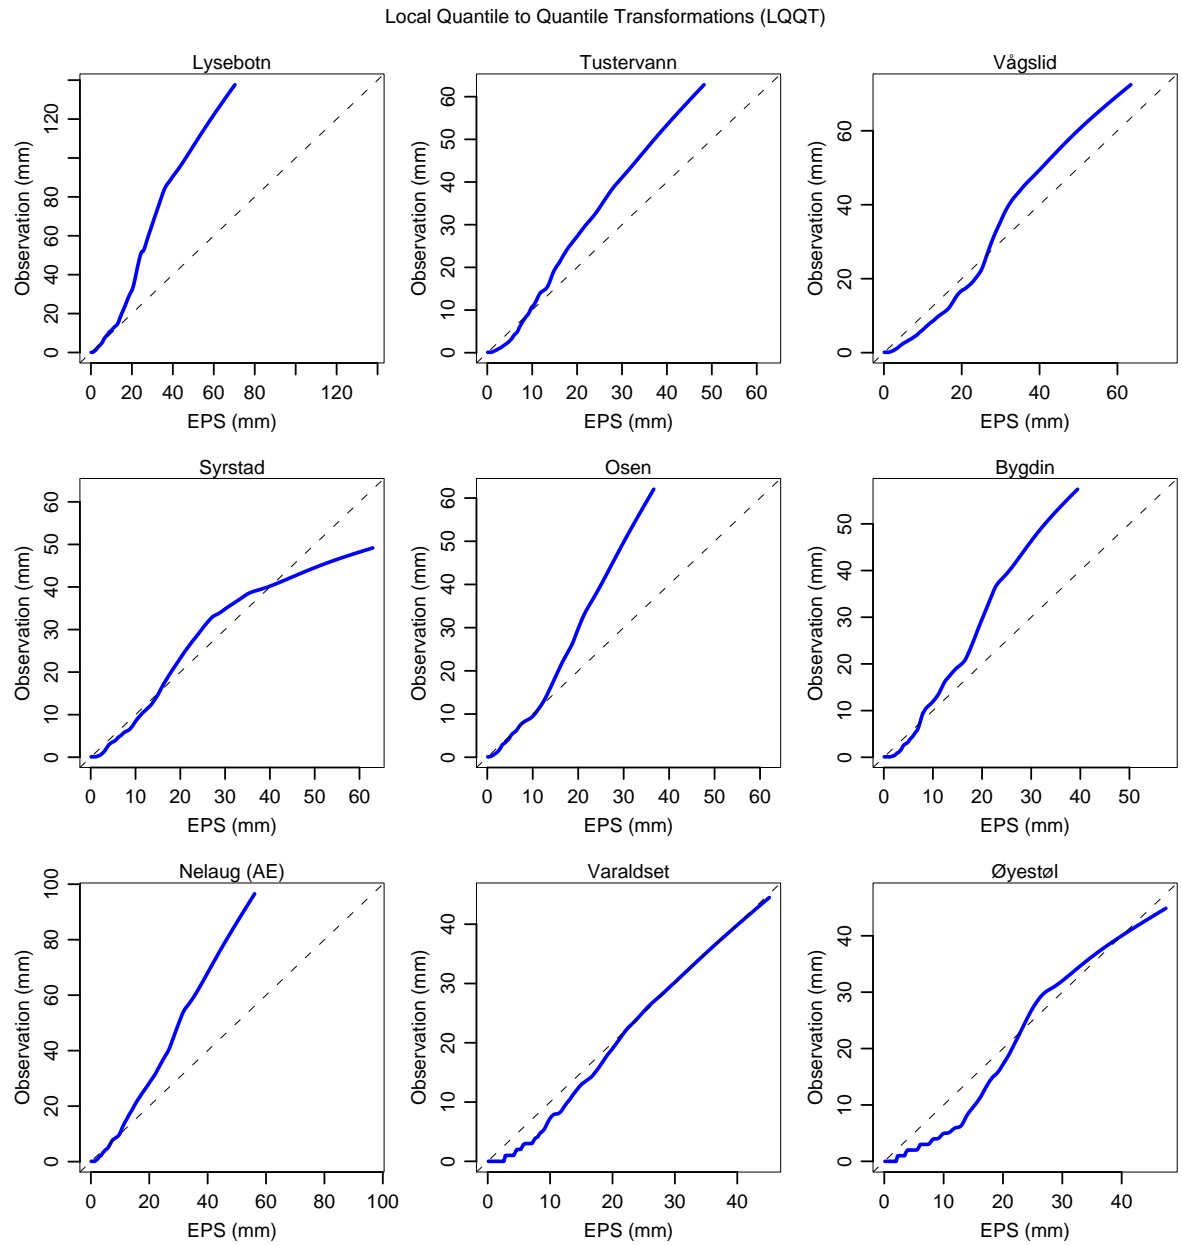 Local Quantile to Quantile Transformations (LQQT)
Lysebotn
Observation (mm)
0 20 40 60 80 120
0 20 40 60 80 100 120
EPS (mm)
Tustervann
Observation (mm)
0 10 20 30 40 50 60
0 10 20 30 40 50 60
EPS (mm)
Vågslid
Observation (mm)
0 20 40 60
0 20 40 60
EPS (mm)
Syrstad
Observation (mm)
0 10 20 30 40 50 60
0 10 20 30 40 50 60
EPS (mm)
Osen
Observation (mm)
0 10 20 30 40 50 60
0 10 20 30 40 50 60
EPS (mm)
Bygdin
Observation (mm)
0 10 20 30 40 50
0 10 20 30 40 50
EPS (mm)
Nelaug (AE)
Observation (mm)
0 20 40 60 80 100
0 20 40 60 80 100
EPS (mm)
Varaldset
Observation (mm)
0 10 20 30 40
0 10 20 30 40
EPS (mm)
Øyestøl
Observation (mm)
0 10 20 30 40
0 10 20 30 40
EPS (mm)